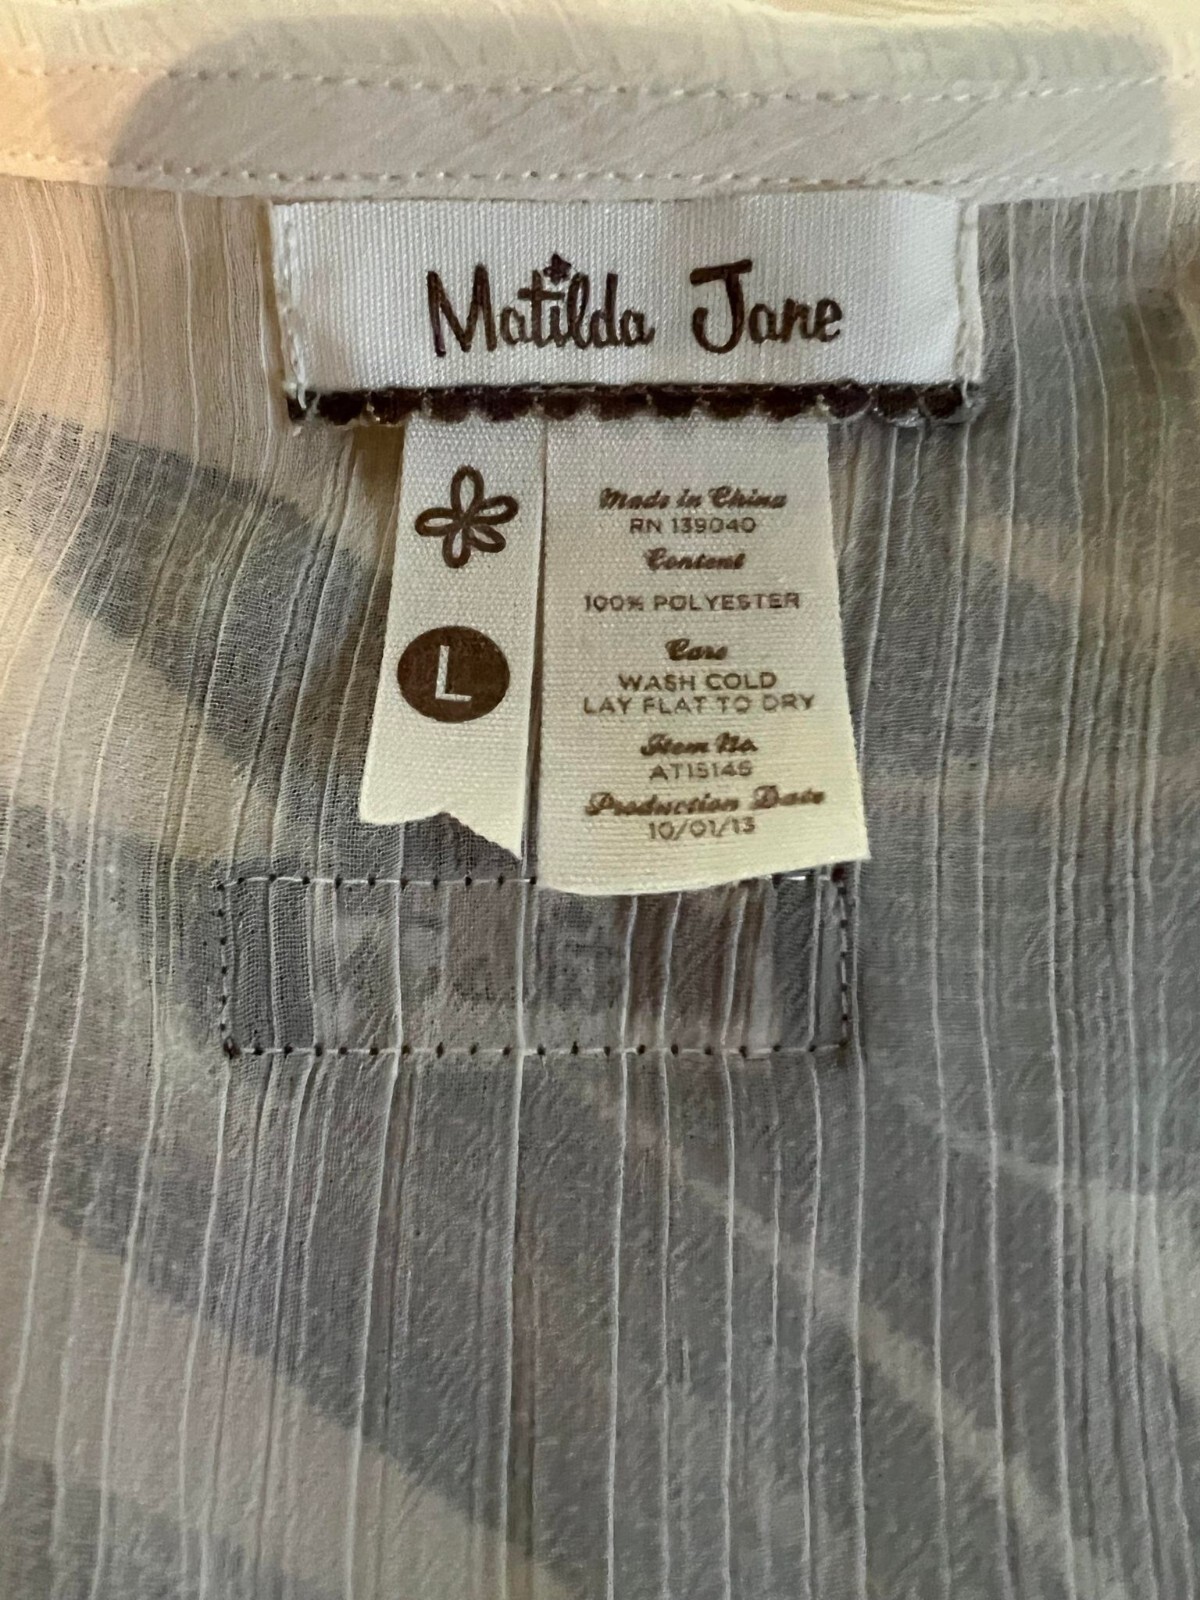 Matilda Jane
L
Made in China
RN 139040
Content
100% POLYESTER
Care
WASH COLD
LAY FLAT TO DRY
Item No.
AT15145
Production Date
10/01/13